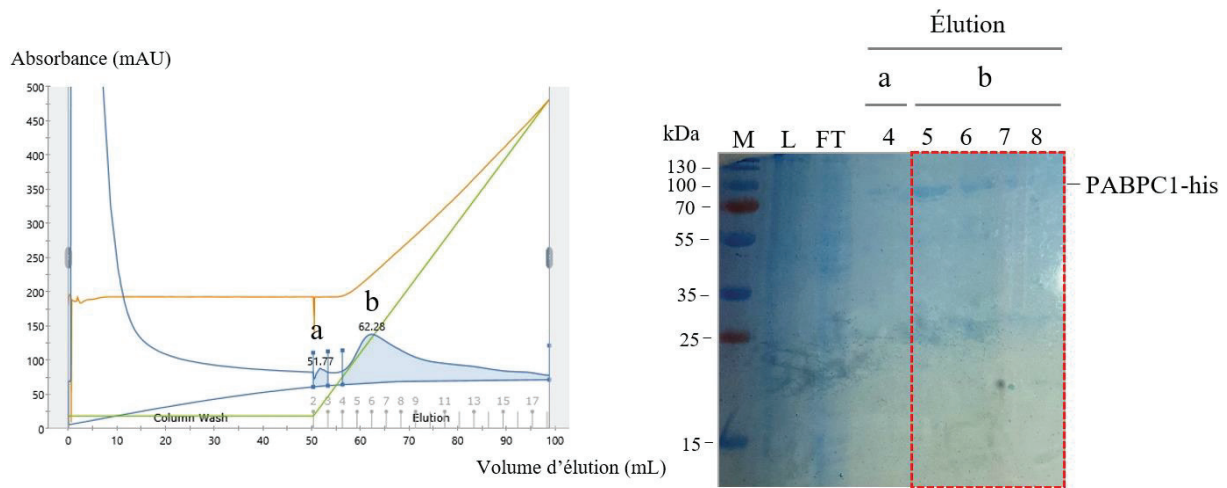 Absorbance (mAU)
500
450
400
350
300
250
200
150
100
50
0
a
51.77
b
62.28
2 3 4 5 6 7 8 9 11 13 15 17
Column Wash
Élution
0 10 20 30 40 50 60 70 80 90 100
Volume d’élution (mL)
Élution
a b
kDa M L FT 4 5 6 7 8
130 –
100 –
70 –
55 –
35 –
25 –
15 –
– PABPC1-his